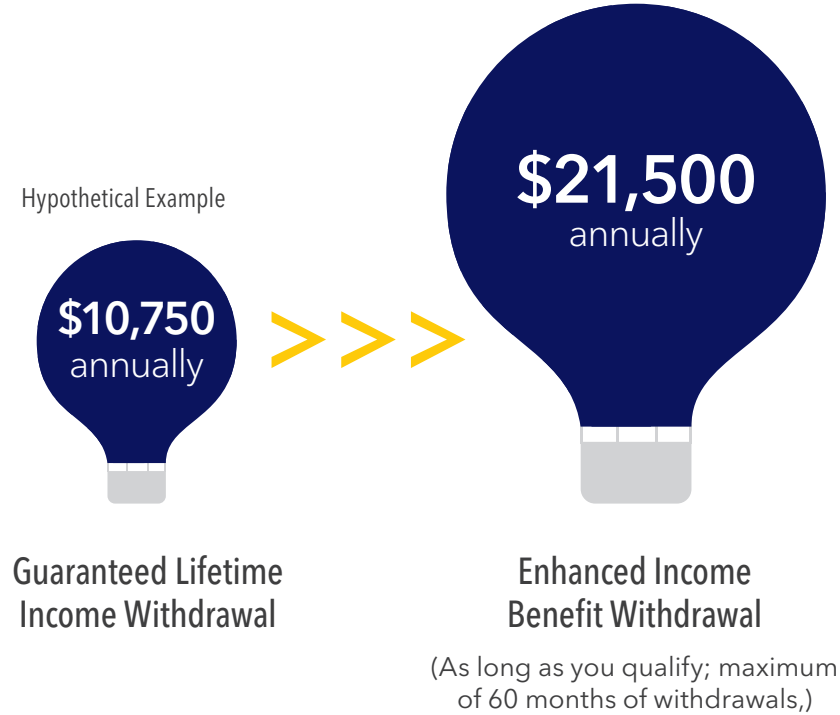 Hypothetical Example
$10,750
annually
$21,500
annually
Guaranteed Lifetime
Income Withdrawal
Enhanced Income
Benefit Withdrawal
(As long as you qualify; maximum
of 60 months of withdrawals,)